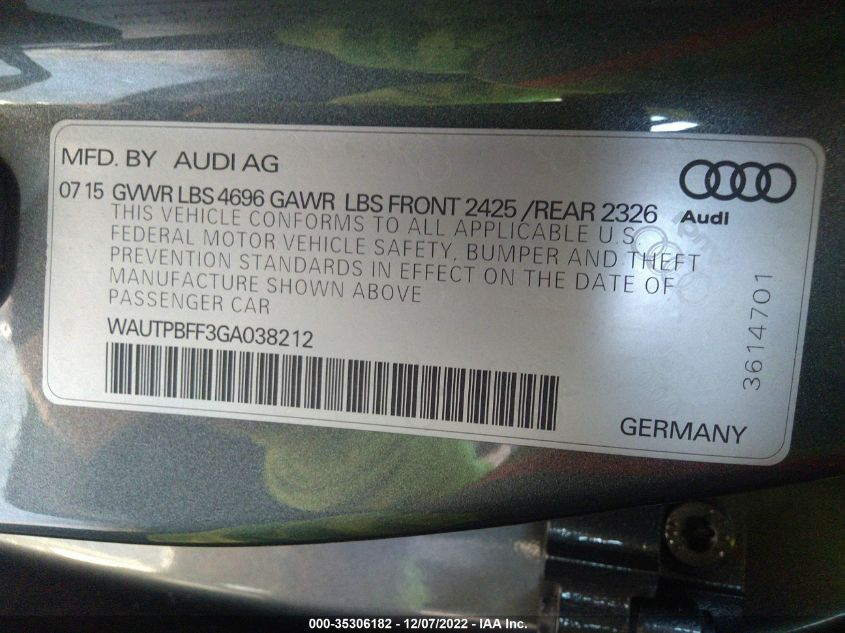 MFD. BY AUDI AG
07 15 GVWR LBS 4696 GAWR LBS FRONT 2425 /REAR 2326
Audi
THIS VEHICLE CONFORMS TO ALL APPLICABLE U.S.
FEDERAL MOTOR VEHICLE SAFETY, BUMPER AND THEFT
PREVENTION STANDARDS IN EFFECT ON THE DATE OF
MANUFACTURE SHOWN ABOVE
PASSENGER CAR
WAUTPBFF3GA038212
3614701
GERMANY
000-35306182 - 12/07/2022 - IAA Inc.